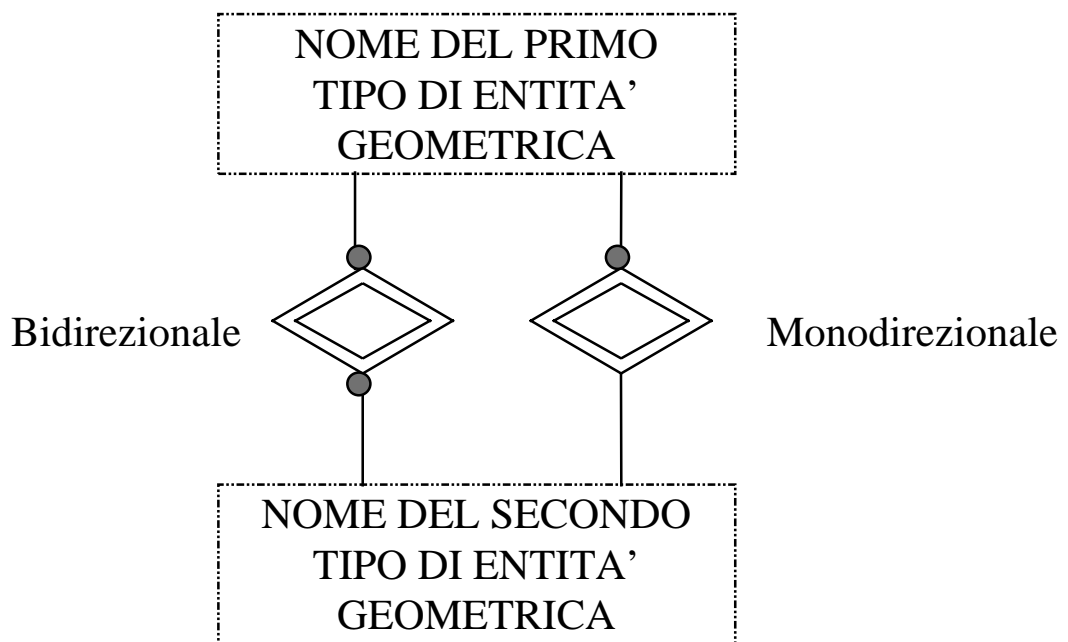 NOME DEL PRIMO
TIPO DI ENTITA’
GEOMETRICA
Bidirezionale
Monodirezionale
NOME DEL SECONDO
TIPO DI ENTITA’
GEOMETRICA